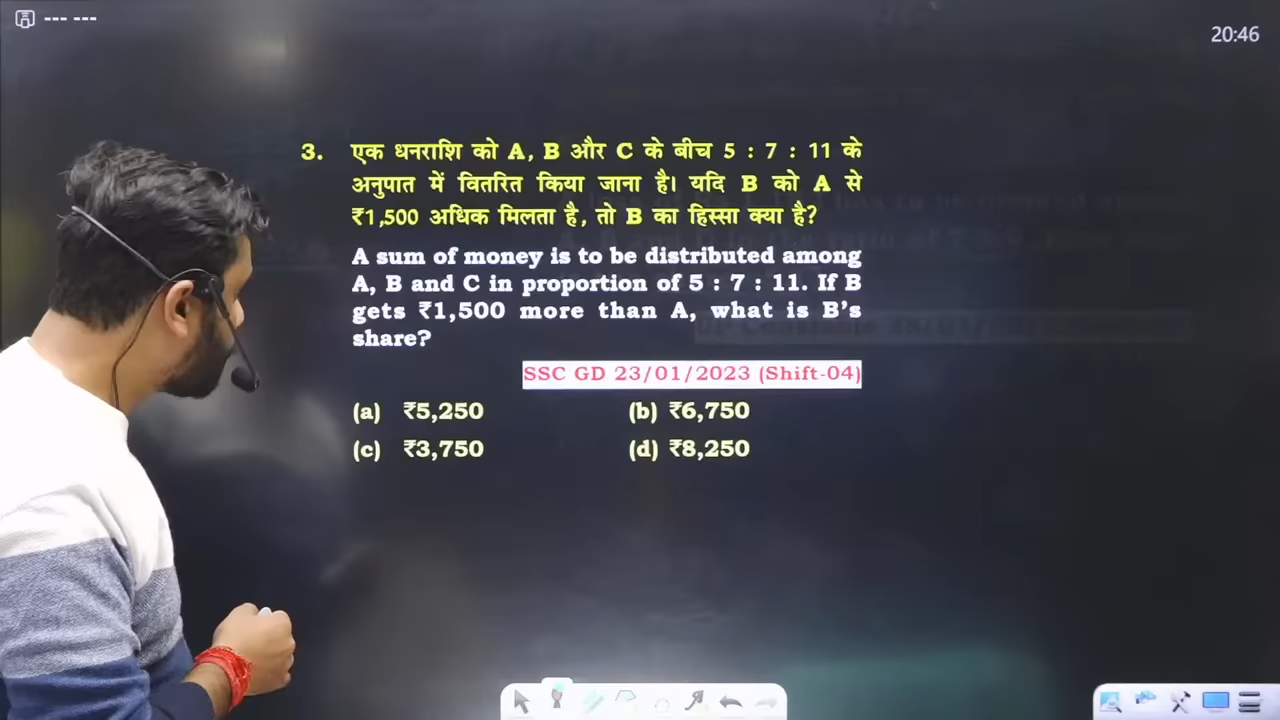 20:46
3. एक धनराशि को A, B और C के बीच 5 : 7 : 11 के
अनुपात में वितरित किया जाना है। यदि B को A से
₹1,500 अधिक मिलता है, तो B का हिस्सा क्या है?
A sum of money is to be distributed among
A, B and C in proportion of 5 : 7 : 11. If B
gets ₹1,500 more than A, what is B's
share?
SSC GD 23/01/2023 (Shift-04)
(a) ₹5,250 (b) ₹6,750
(c) ₹3,750 (d) ₹8,250